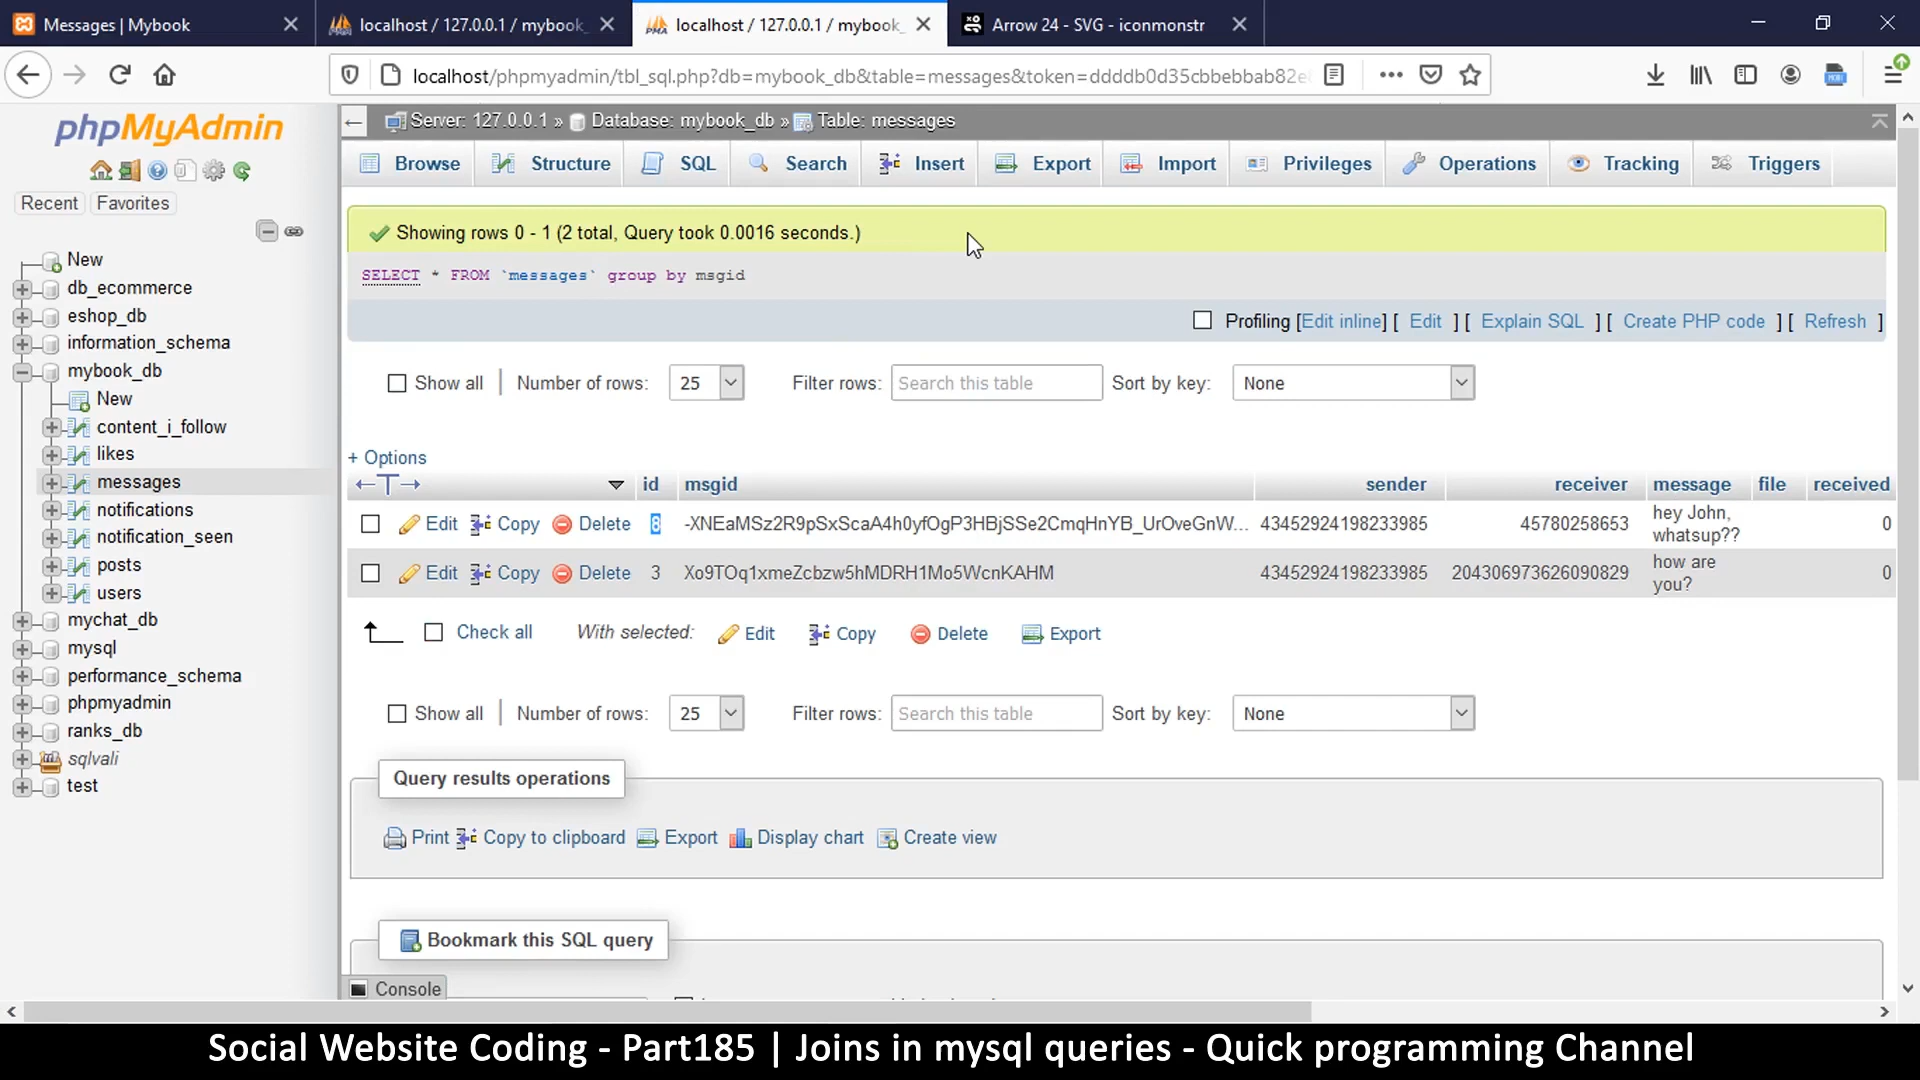 Messages | Mybook
localhost / 127.0.0.1 / mybook_
localhost / 127.0.0.1 / mybook_
Arrow 24 - SVG - iconmonstr
localhost/phpmyadmin/tbl_sql.php?db=mybook_db&table=messages&token=ddddb0d35cbbebbab82e
phpMyAdmin
Recent Favorites
New
db_ecommerce
eshop_db
information_schema
mybook_db
New
content_i_follow
likes
messages
notifications
notification_seen
posts
users
mychat_db
mysql
performance_schema
phpmyadmin
ranks_db
sqlvali
test
Server: 127.0.0.1 » Database: mybook_db » Table: messages
Browse Structure SQL Search Insert Export Import Privileges Operations Tracking Triggers
Showing rows 0 - 1 (2 total, Query took 0.0016 seconds.)
SELECT * FROM `messages` group by msgid
Profiling [Edit inline] [ Edit ] [ Explain SQL ] [ Create PHP code ] [ Refresh ]
Show all | Number of rows: 25 Filter rows: Search this table Sort by key: None
+ Options
←T→ id msgid sender receiver message file received
Edit Copy Delete 8 -XNEaMSz2R9pSxScaA4h0yfOgP3HBjSSe2CmqHnYB_UrOveGnW... 43452924198233985 45780258653 hey John, whatsup?? 0
Edit Copy Delete 3 Xo9TOq1xmeZcbzw5hMDRH1Mo5WcnKAHM 43452924198233985 204306973626090829 how are you? 0
Check all With selected: Edit Copy Delete Export
Show all | Number of rows: 25 Filter rows: Search this table Sort by key: None
Query results operations
Print Copy to clipboard Export Display chart Create view
Bookmark this SQL query
Console
Social Website Coding - Part185 | Joins in mysql queries - Quick programming Channel